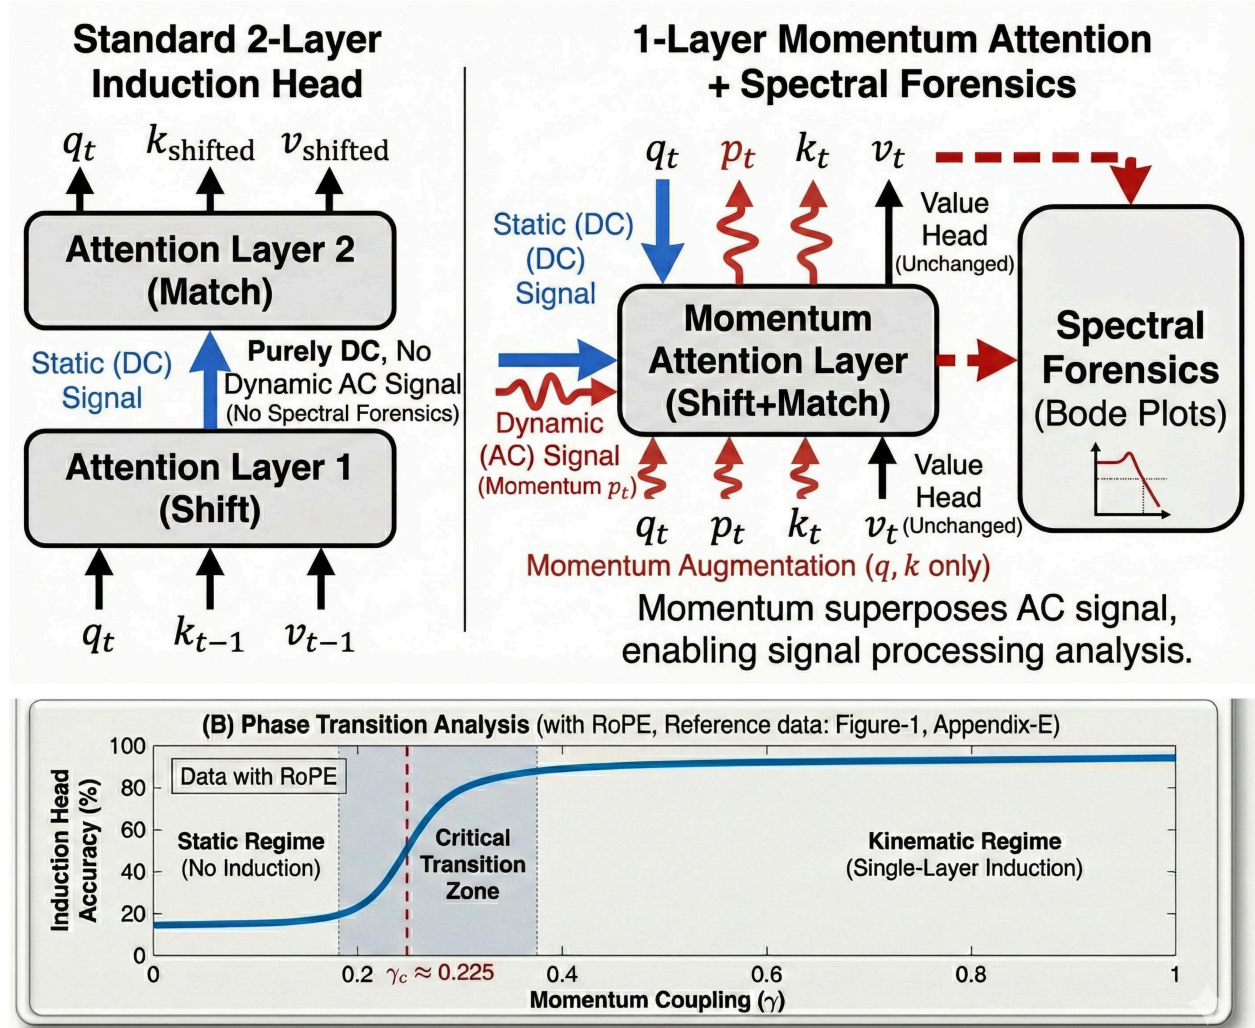 Standard 2-Layer
Induction Head
q_t k_shifted v_shifted
Attention Layer 2
(Match)
Static (DC)
Signal
Purely DC, No
Dynamic AC Signal
(No Spectral Forensics)
Attention Layer 1
(Shift)
q_t k_{t−1} v_{t−1}
1-Layer Momentum Attention
+ Spectral Forensics
q_t p_t k_t v_t
Static (DC)
(DC)
Signal
Value
Head
(Unchanged)
Momentum
Attention Layer
(Shift+Match)
Dynamic
(AC) Signal
(Momentum p_t)
Spectral
Forensics
(Bode Plots)
Value
Head
(Unchanged)
q_t p_t k_t v_t
Momentum Augmentation (q, k only)
Momentum superposes AC signal,
enabling signal processing analysis.
(B) Phase Transition Analysis (with RoPE, Reference data: Figure-1, Appendix-E)
Induction Head
Accuracy (%)
100
80
60
40
20
0
Data with RoPE
Static Regime
(No Induction)
Critical
Transition
Zone
Kinematic Regime
(Single-Layer Induction)
0 0.2 γ_c ≈ 0.225 0.4 0.6 0.8 1
Momentum Coupling (γ)